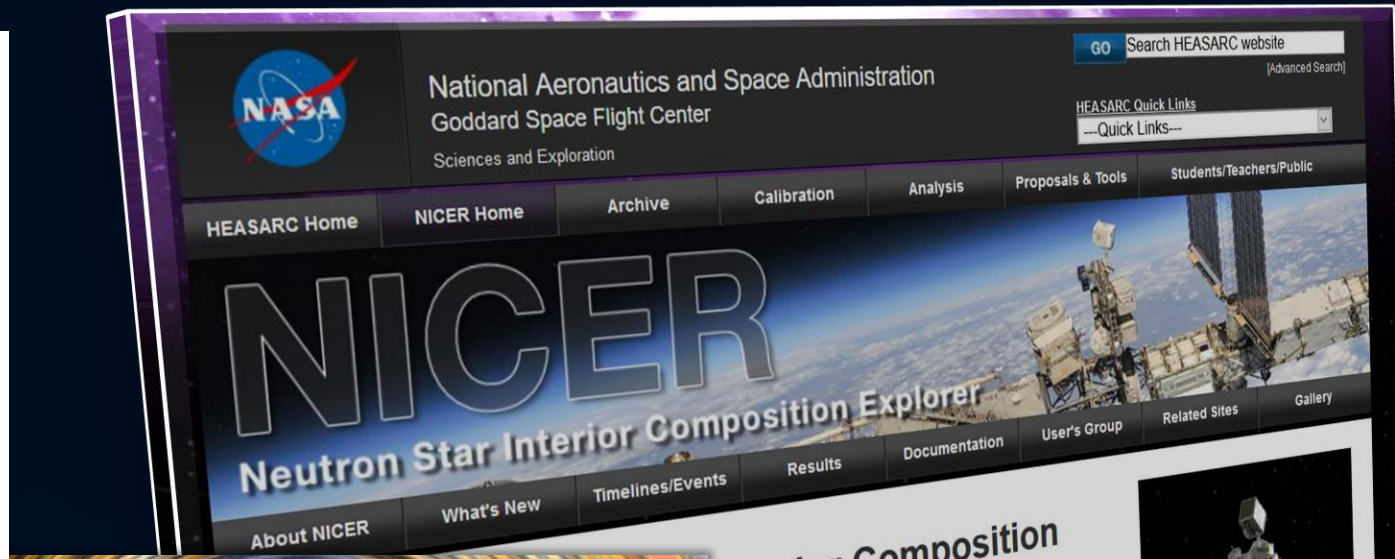 NASA
National Aeronautics and Space Administration
Goddard Space Flight Center
Sciences and Exploration
GO Search HEASARC website
[Advanced Search]
HEASARC Quick Links
---Quick Links---
HEASARC Home NICER Home Archive Calibration Analysis Proposals & Tools Students/Teachers/Public
NICER
Neutron Star Interior Composition Explorer
About NICER What's New Timelines/Events Results Documentation User's Group Related Sites Gallery
Composition